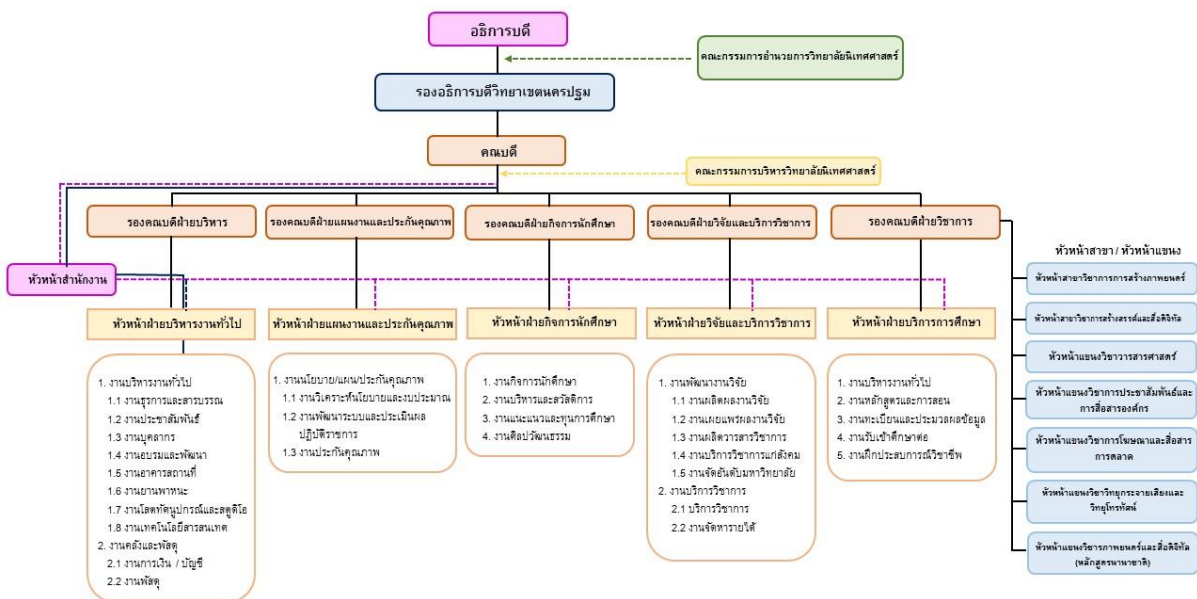 อธิการบดี
คณะกรรมการอำนวยการวิทยาลัยนิเทศศาสตร์
รองอธิการบดีวิทยาเขตนครปฐม
คณบดี
คณะกรรมการบริหารวิทยาลัยนิเทศศาสตร์
รองคณบดีฝ่ายบริหาร
รองคณบดีฝ่ายแผนงานและประกันคุณภาพ
รองคณบดีฝ่ายกิจการนักศึกษา
รองคณบดีฝ่ายวิจัยและบริการวิชาการ
รองคณบดีฝ่ายวิชาการ
หัวหน้าสำนักงาน
หัวหน้าฝ่ายบริหารงานทั่วไป
หัวหน้าฝ่ายแผนงานและประกันคุณภาพ
หัวหน้าฝ่ายกิจการนักศึกษา
หัวหน้าฝ่ายวิจัยและบริการวิชาการ
หัวหน้าฝ่ายบริการการศึกษา
1. งานบริหารงานทั่วไป
1.1 งานธุรการและสารบรรณ
1.2 งานประชาสัมพันธ์
1.3 งานบุคลากร
1.4 งานอบรมและพัฒนา
1.5 งานอาคารสถานที่
1.6 งานยานพาหนะ
1.7 งานโสตทัศนูปกรณ์และสตูดิโอ
1.8 งานเทคโนโลยีสารสนเทศ
2. งานคลังและพัสดุ
2.1 งานการเงิน / บัญชี
2.2 งานพัสดุ
1. งานนโยบาย/แผน/ประกันคุณภาพ
1.1 งานวิเคราะห์นโยบายและงบประมาณ
1.2 งานพัฒนาระบบและประเมินผล
ปฏิบัติราชการ
1.3 งานประกันคุณภาพ
1. งานกิจการนักศึกษา
2. งานบริหารและสวัสดิการ
3. งานแนะแนวและทุนการศึกษา
4. งานศิลปวัฒนธรรม
1. งานพัฒนางานวิจัย
1.1 งานผลิตผลงานวิจัย
1.2 งานเผยแพร่ผลงานวิจัย
1.3 งานผลิตวารสารวิชาการ
1.4 งานบริการวิชาการแก่สังคม
1.5 งานจัดอันดับมหาวิทยาลัย
2. งานบริการวิชาการ
2.1 บริการวิชาการ
2.2 งานจัดหารายได้
1. งานบริหารงานทั่วไป
2. งานหลักสูตรและการสอน
3. งานทะเบียนและประมวลผลข้อมูล
4. งานรับเข้าศึกษาต่อ
5. งานฝึกประสบการณ์วิชาชีพ
หัวหน้าสาขา / หัวหน้าแขนง
หัวหน้าสาขาวิชาการการสร้างภาพยนตร์
หัวหน้าสาขาวิชาการสร้างสรรค์และสื่อดิจิทัล
หัวหน้าแขนงวิชาวารสารศาสตร์
หัวหน้าแขนงวิชาการประชาสัมพันธ์และ
การสื่อสารองค์กร
หัวหน้าแขนงวิชาการโฆษณาและสื่อสาร
การตลาด
หัวหน้าแขนงวิชาวิทยุกระจายเสียงและ
วิทยุโทรทัศน์
หัวหน้าแขนงวิชารภาพยนตร์และสื่อดิจิทัล
(หลักสูตรนานาชาติ)